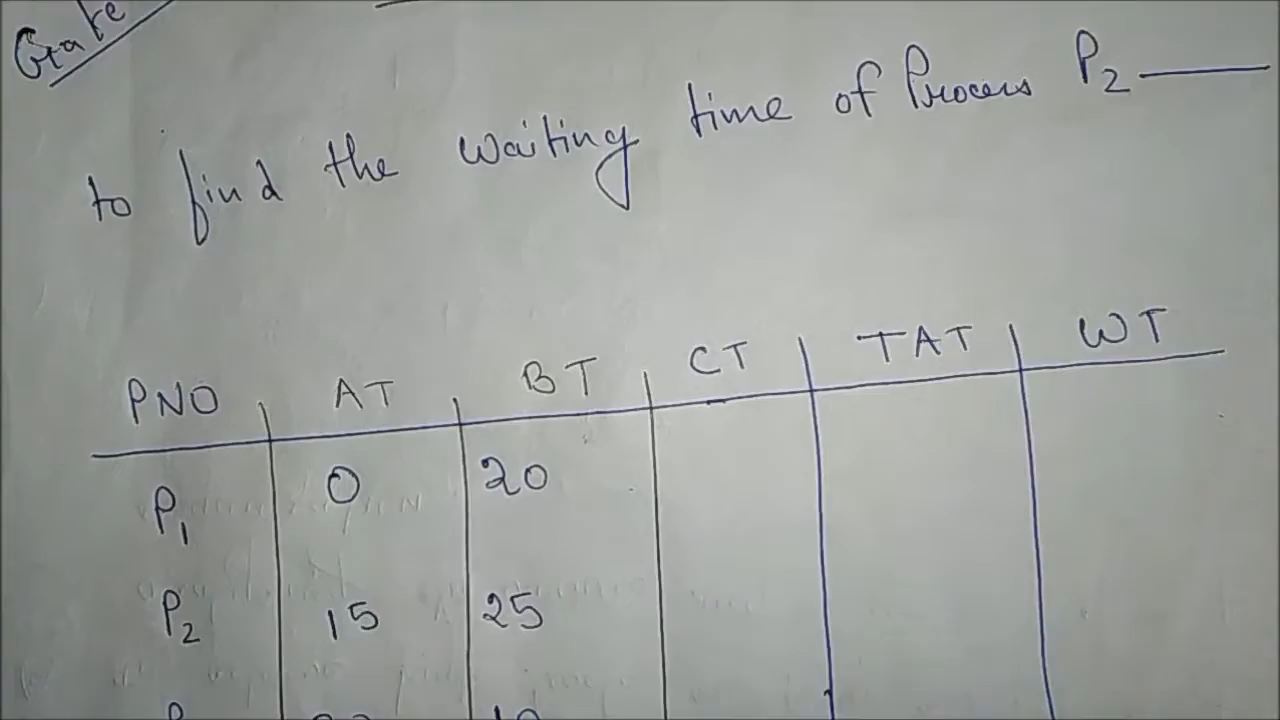 Gate
to find the waiting time of Process P2
PNO AT BT CT TAT WT
P1 0 20
P2 15 25